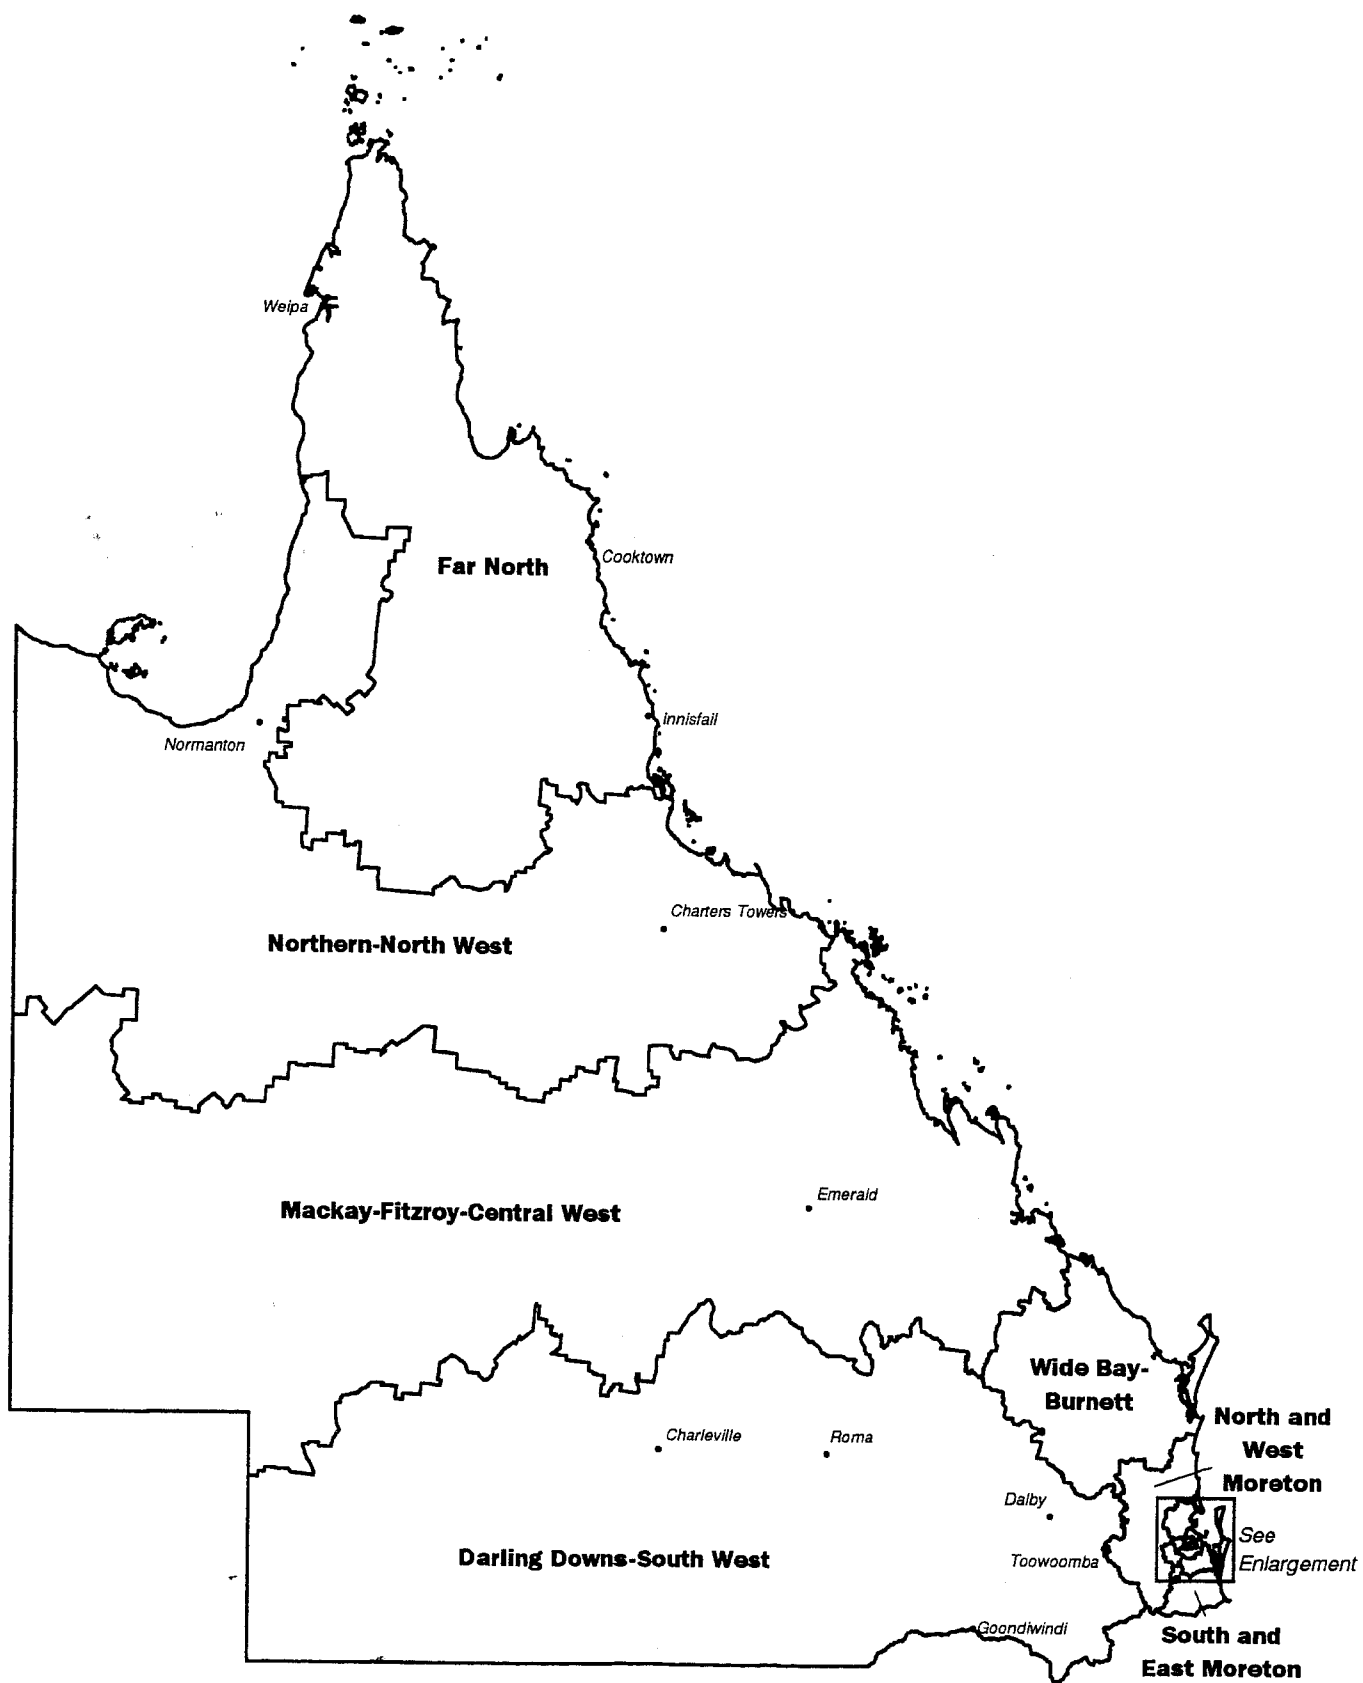 Weipa
Cooktown
Far North
Innisfail
Normanton
Charters Towers
Northern-North West
Emerald
Mackay-Fitzroy-Central West
Wide Bay-
Burnett
North and
West
Moreton
Charleville
Roma
Dalby
See
Enlargement
Darling Downs-South West
Toowoomba
Goondiwindi
South and
East Moreton